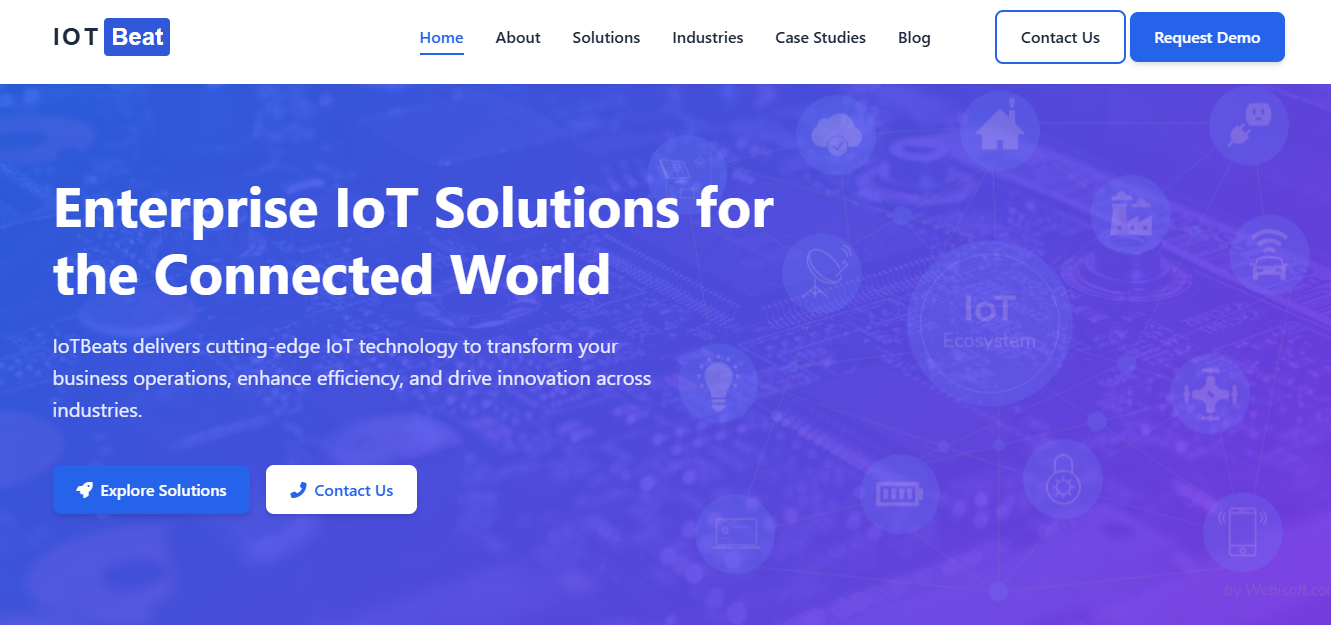 IOT Beat
Home About Solutions Industries Case Studies Blog Contact Us Request Demo
Enterprise IoT Solutions for
the Connected World
IoTBeats delivers cutting-edge IoT technology to transform your
business operations, enhance efficiency, and drive innovation across
industries.
Explore Solutions Contact Us
IoT
Ecosystem
by Webisoft.com